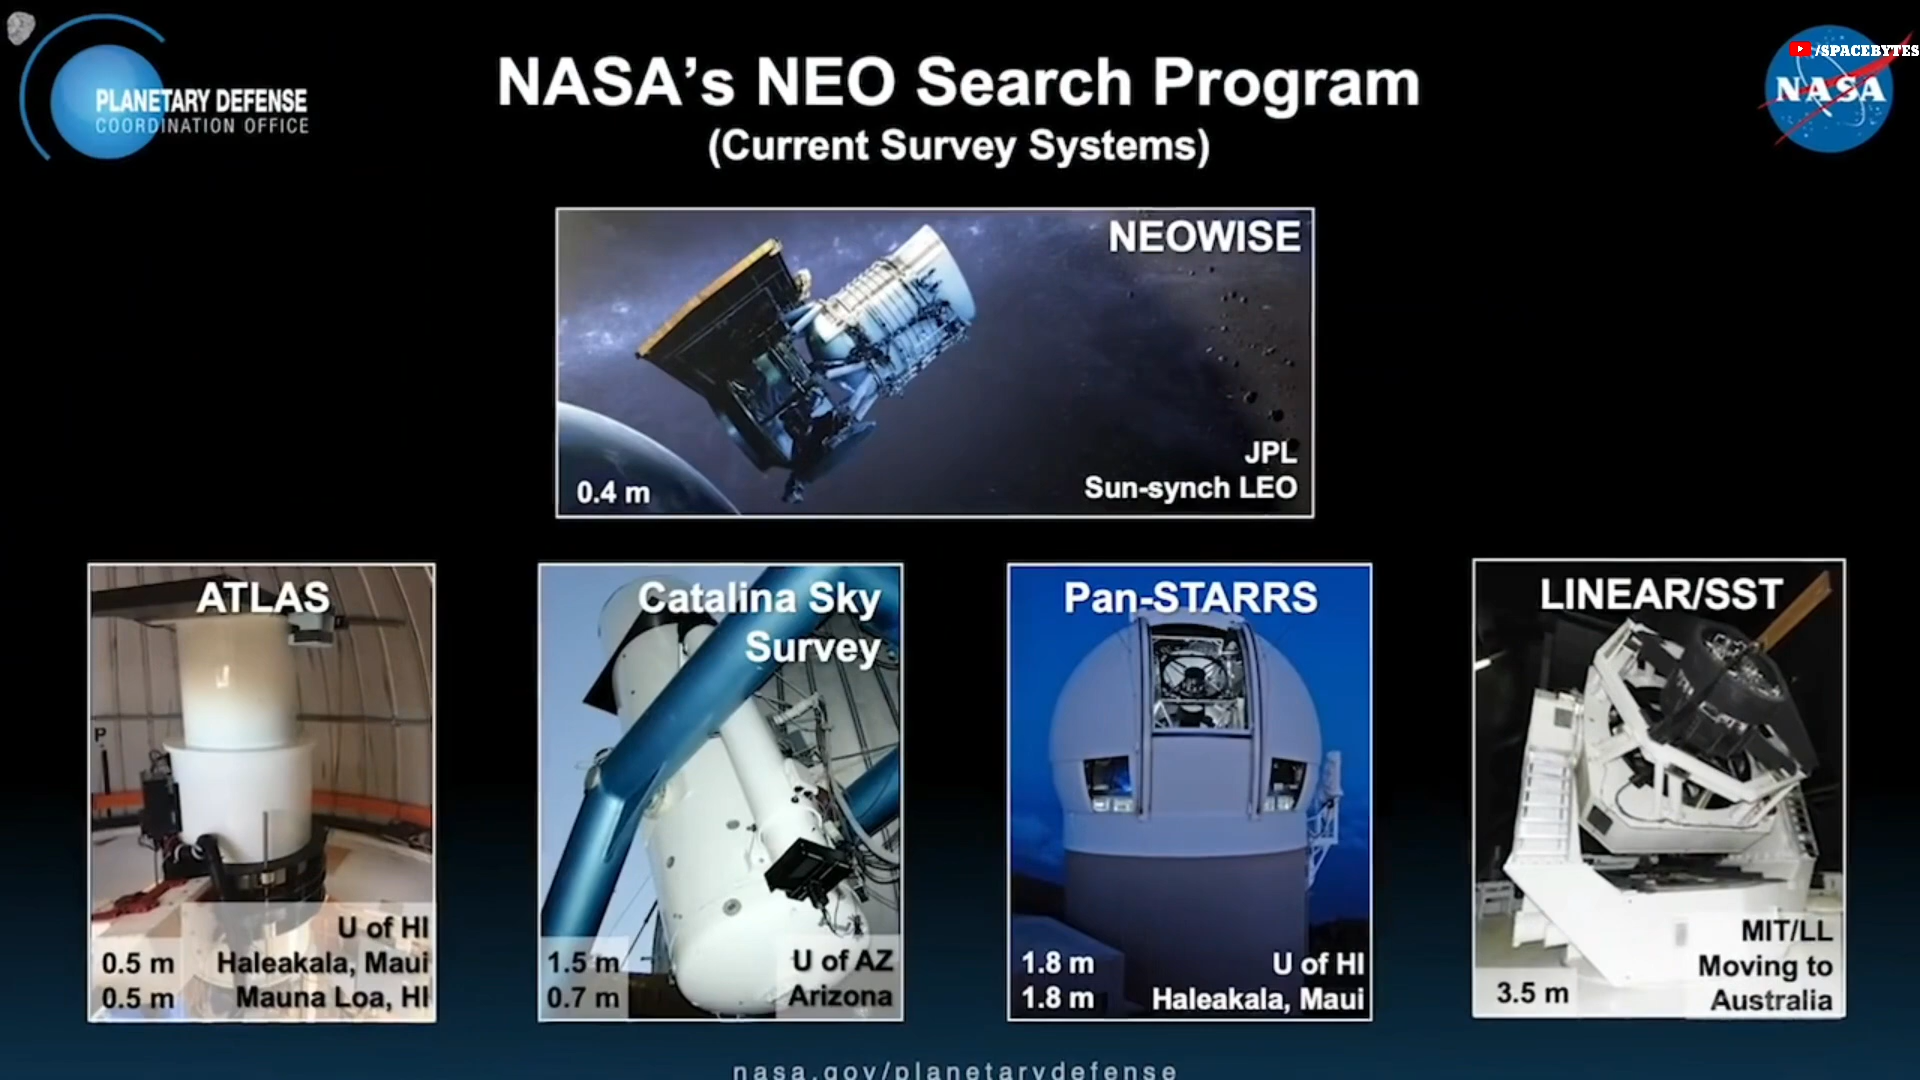 PLANETARY DEFENSE
COORDINATION OFFICE
NASA’s NEO Search Program
(Current Survey Systems)
/SPACEBYTES
NASA
NEOWISE
JPL
Sun-synch LEO
0.4 m
ATLAS
P
U of HI
0.5 m Haleakala, Maui
0.5 m Mauna Loa, HI
Catalina Sky
Survey
1.5 m U of AZ
0.7 m Arizona
Pan-STARRS
1.8 m U of HI
1.8 m Haleakala, Maui
LINEAR/SST
MIT/LL
Moving to
3.5 m Australia
nasa.gov/planetarydefense